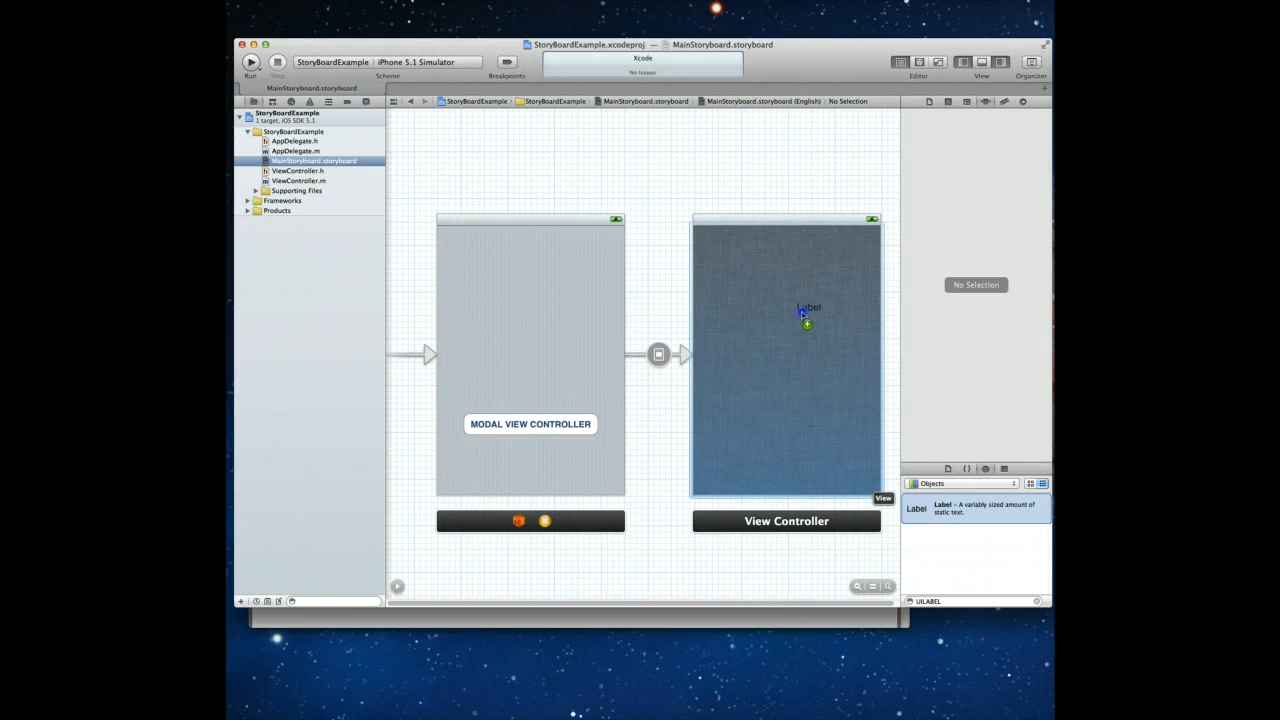 StoryBoardExample.xcodeproj — MainStoryboard.storyboard
StoryBoardExample iPhone 5.1 Simulator
Xcode
No Issues
Run Stop Scheme Breakpoints Editor View Organizer
MainStoryboard.storyboard
StoryBoardExample StoryBoardExample MainStoryboard.storyboard MainStoryboard.storyboard (English) No Selection
StoryBoardExample
1 target, iOS SDK 5.1
StoryBoardExample
h AppDelegate.h
m AppDelegate.m
MainStoryboard.storyboard
h ViewController.h
m ViewController.m
Supporting Files
Frameworks
Products
Label
No Selection
MODAL VIEW CONTROLLER
View
View Controller
Objects
Label
Label – A variably sized amount of
static text.
UILABEL